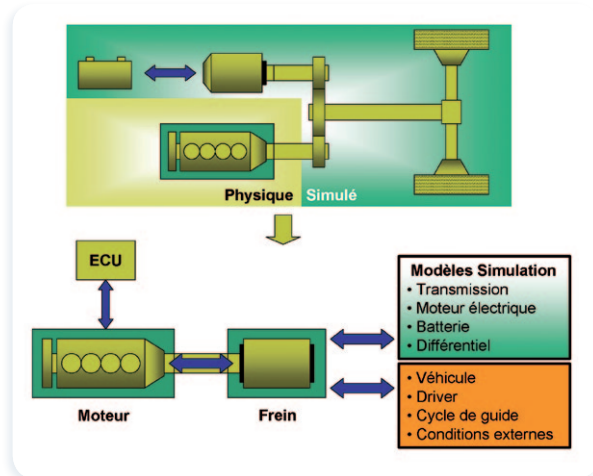 Physique Simulé
ECU
Modèles Simulation
• Transmission
• Moteur électrique
• Batterie
• Différentiel
• Véhicule
• Driver
• Cycle de guide
• Conditions externes
Moteur
Frein